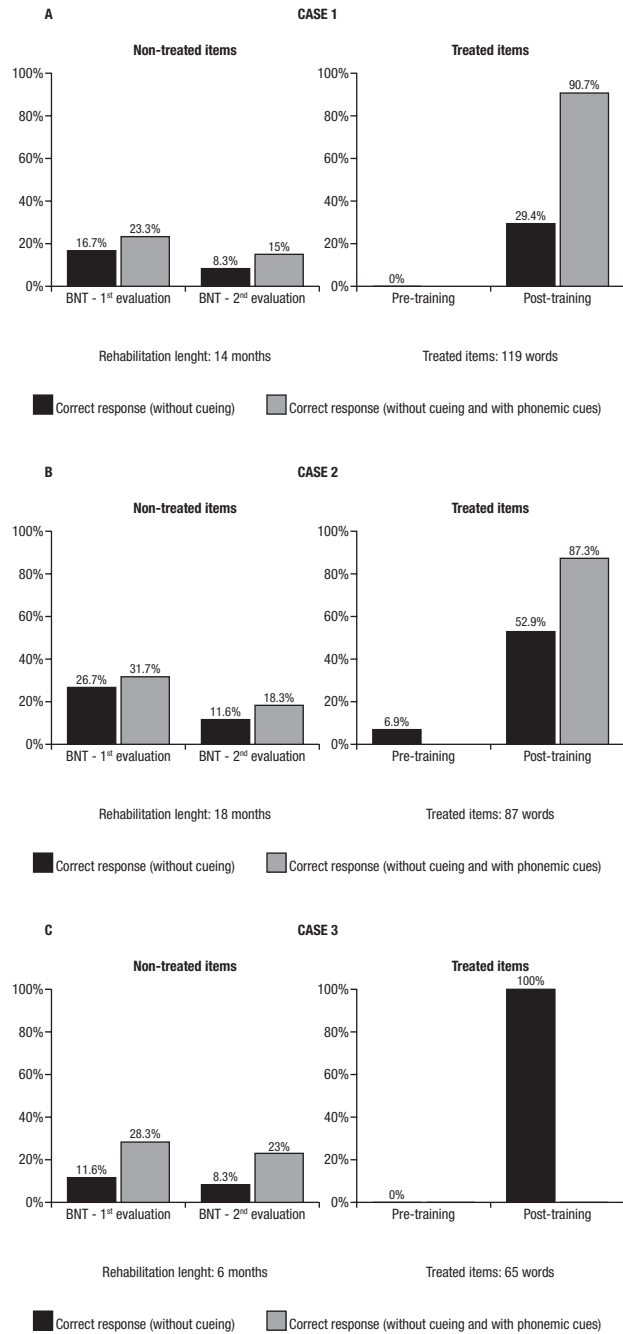 A CASE 1
Non-treated items Treated items
100% 100%
80% 80%
60% 60%
40% 40%
20% 20%
0% 0%
16.7% 23.3% 8.3% 15% 0% 29.4% 90.7%
BNT - 1st evaluation BNT - 2nd evaluation Pre-training Post-training
Rehabilitation lenght: 14 months Treated items: 119 words
Correct response (without cueing) Correct response (without cueing and with phonemic cues)
B CASE 2
Non-treated items Treated items
100% 100%
80% 80%
60% 60%
40% 40%
20% 20%
0% 0%
26.7% 31.7% 11.6% 18.3% 6.9% 52.9% 87.3%
BNT - 1st evaluation BNT - 2nd evaluation Pre-training Post-training
Rehabilitation lenght: 18 months Treated items: 87 words
Correct response (without cueing) Correct response (without cueing and with phonemic cues)
C CASE 3
Non-treated items Treated items
100% 100%
80% 80%
60% 60%
40% 40%
20% 20%
0% 0%
11.6% 28.3% 8.3% 23% 0% 100%
BNT - 1st evaluation BNT - 2nd evaluation Pre-training Post-training
Rehabilitation lenght: 6 months Treated items: 65 words
Correct response (without cueing) Correct response (without cueing and with phonemic cues)